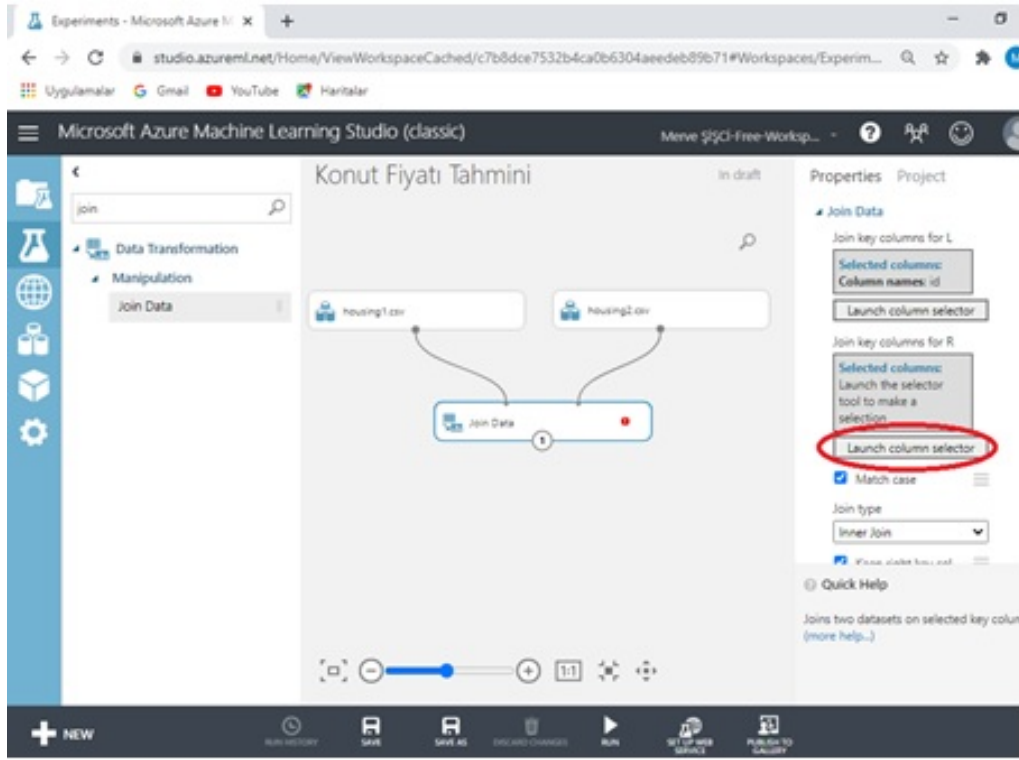 Experiments - Microsoft Azure M
studio.azureml.net/Home/ViewWorkspaceCached/c7b8dce7532b4ca0b6304aeedeb89b71#Workspaces/Experim...
Uygulamalar Gmail YouTube Haritalar
Microsoft Azure Machine Learning Studio (classic)
Merve ŞİŞCİ-Free-Worksp...
join
Data Transformation
Manipulation
Join Data
Konut Fiyatı Tahmini
In draft
housing1.csv
housing2.csv
Join Data
1
Properties Project
Join Data
Join key columns for L
Selected columns:
Column names: id
Launch column selector
Join key columns for R
Selected columns:
Launch the selector
tool to make a
selection
Launch column selector
Match case
Join type
Inner Join
Keep right key col
Quick Help
Joins two datasets on selected key colum
(more help...)
1:1
NEW
RUN HISTORY
SAVE
SAVE AS
DISCARD CHANGES
RUN
SET UP WEB
SERVICE
PUBLISH TO
GALLERY